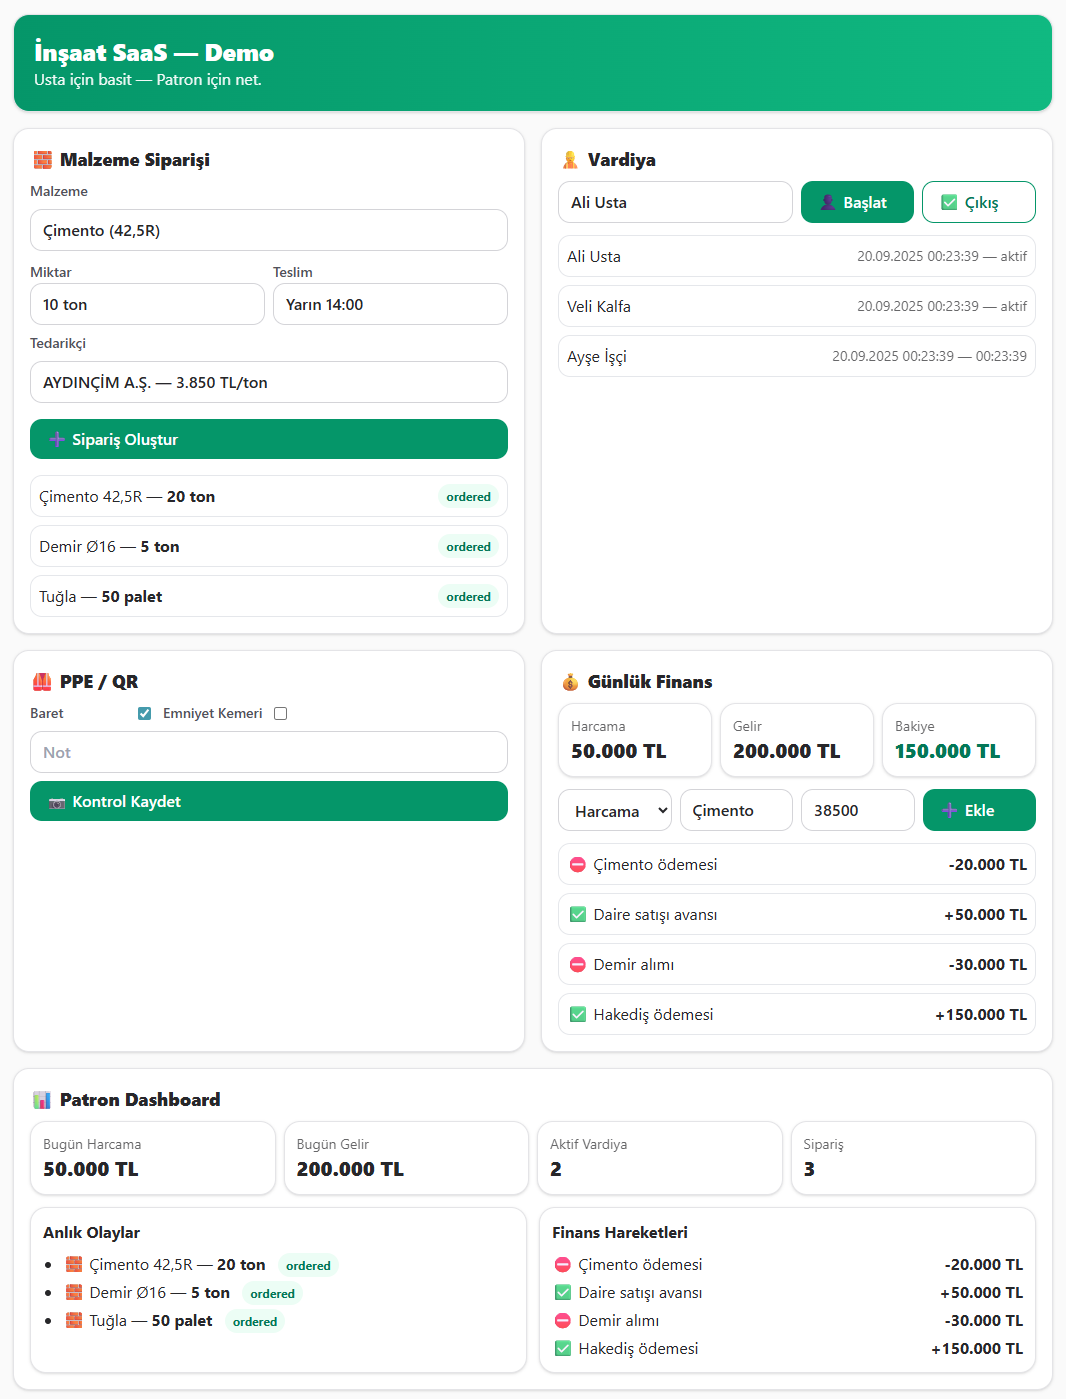 İnşaat SaaS — Demo
Usta için basit — Patron için net.
Malzeme Siparişi
Malzeme
Çimento (42,5R)
Miktar
Teslim
10 ton
Yarın 14:00
Tedarikçi
AYDINÇİM A.Ş. — 3.850 TL/ton
Sipariş Oluştur
Çimento 42,5R — 20 ton ordered
Demir Ø16 — 5 ton ordered
Tuğla — 50 palet ordered
Vardiya
Ali Usta
Başlat
Çıkış
Ali Usta 20.09.2025 00:23:39 — aktif
Veli Kalfa 20.09.2025 00:23:39 — aktif
Ayşe İşçi 20.09.2025 00:23:39 — 00:23:39
PPE / QR
Baret
Emniyet Kemeri
Not
Kontrol Kaydet
Günlük Finans
Harcama
50.000 TL
Gelir
200.000 TL
Bakiye
150.000 TL
Harcama
Çimento
38500
Ekle
Çimento ödemesi -20.000 TL
Daire satışı avansı +50.000 TL
Demir alımı -30.000 TL
Hakediş ödemesi +150.000 TL
Patron Dashboard
Bugün Harcama
50.000 TL
Bugün Gelir
200.000 TL
Aktif Vardiya
2
Sipariş
3
Anlık Olaylar
Çimento 42,5R — 20 ton ordered
Demir Ø16 — 5 ton ordered
Tuğla — 50 palet ordered
Finans Hareketleri
Çimento ödemesi -20.000 TL
Daire satışı avansı +50.000 TL
Demir alımı -30.000 TL
Hakediş ödemesi +150.000 TL